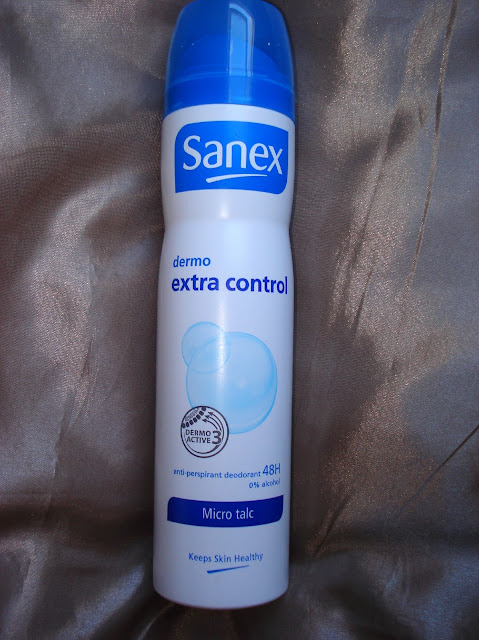 Sanex
dermo
extra control
DERMO
ACTIVE 3
anti-perspirant deodorant 48H
0% alcohol
Micro talc
Keeps Skin Healthy